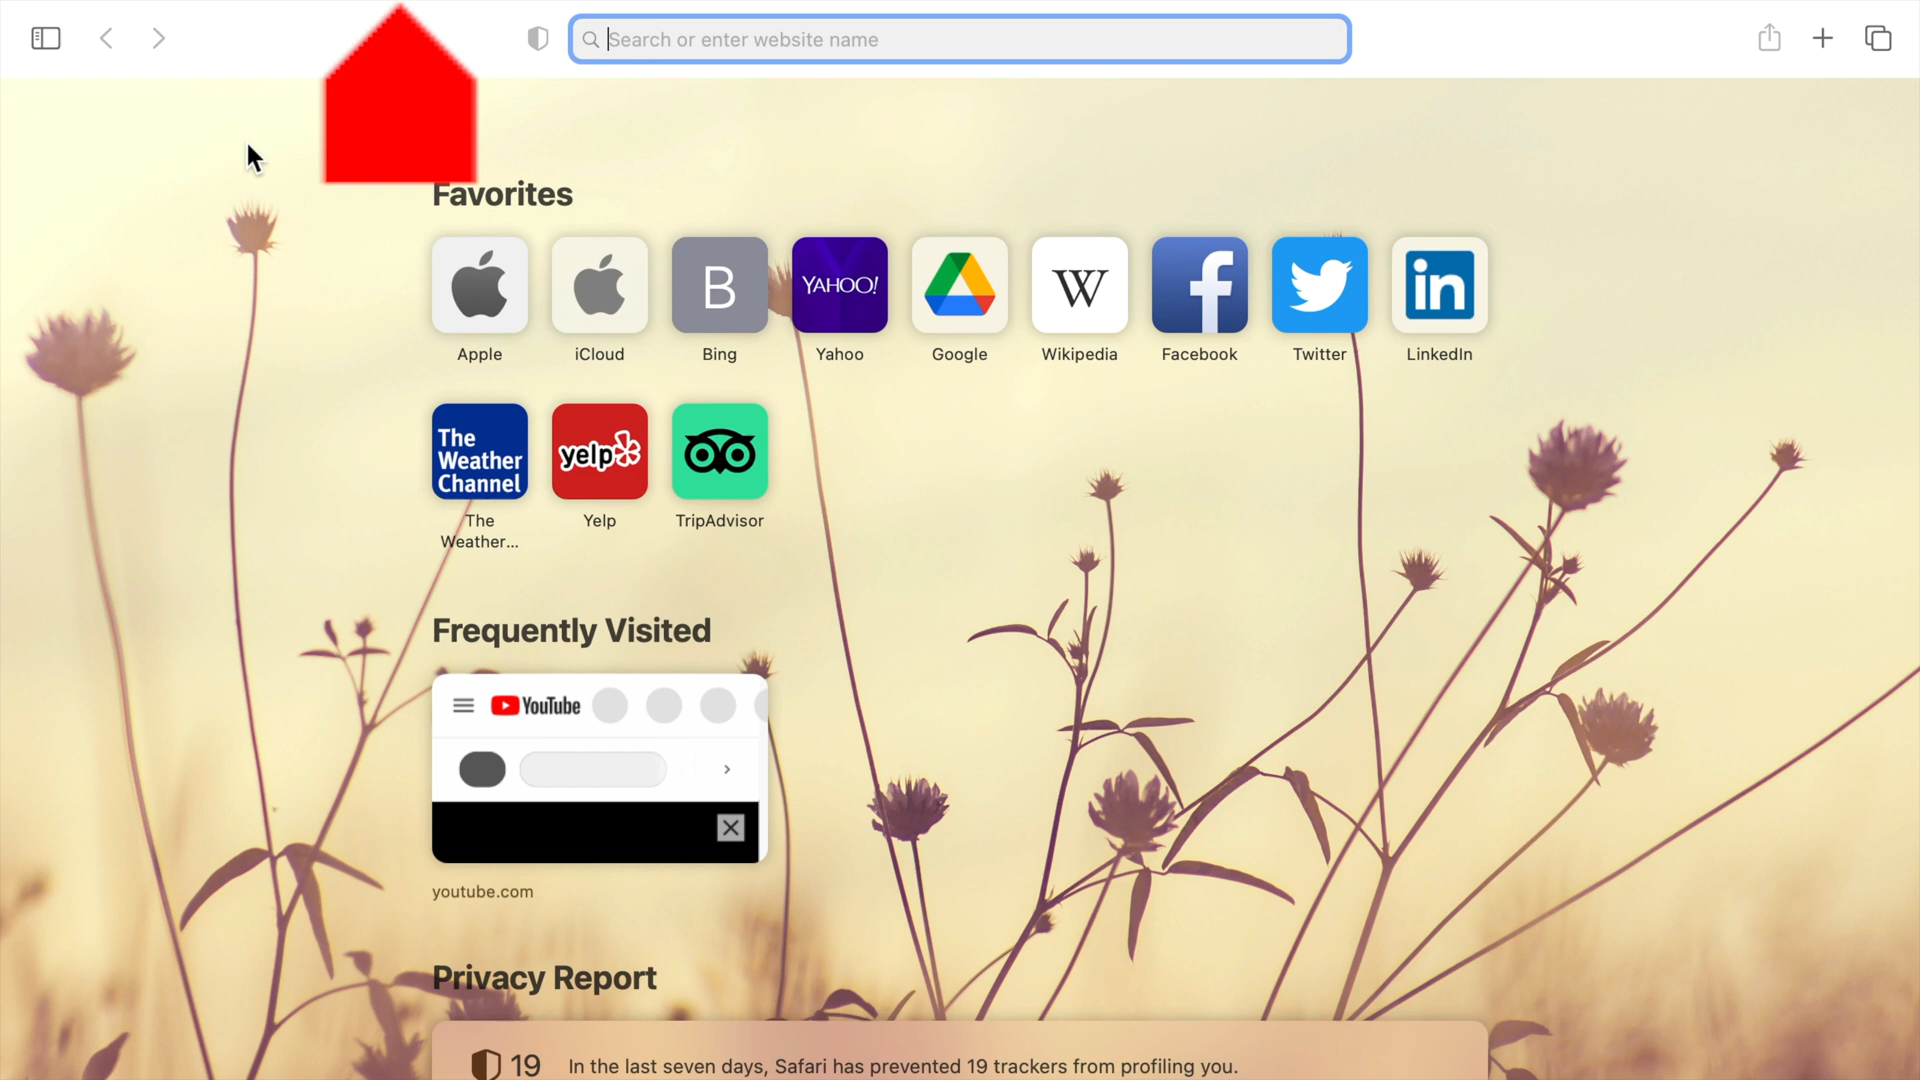 Search or enter website name
Favorites
B
YAHOO!
W
f
in
Apple
iCloud
Bing
Yahoo
Google
Wikipedia
Facebook
Twitter
LinkedIn
The
Weather
Channel
yelp
The
Weather...
Yelp
TripAdvisor
Frequently Visited
YouTube
youtube.com
Privacy Report
19
In the last seven days, Safari has prevented 19 trackers from profiling you.